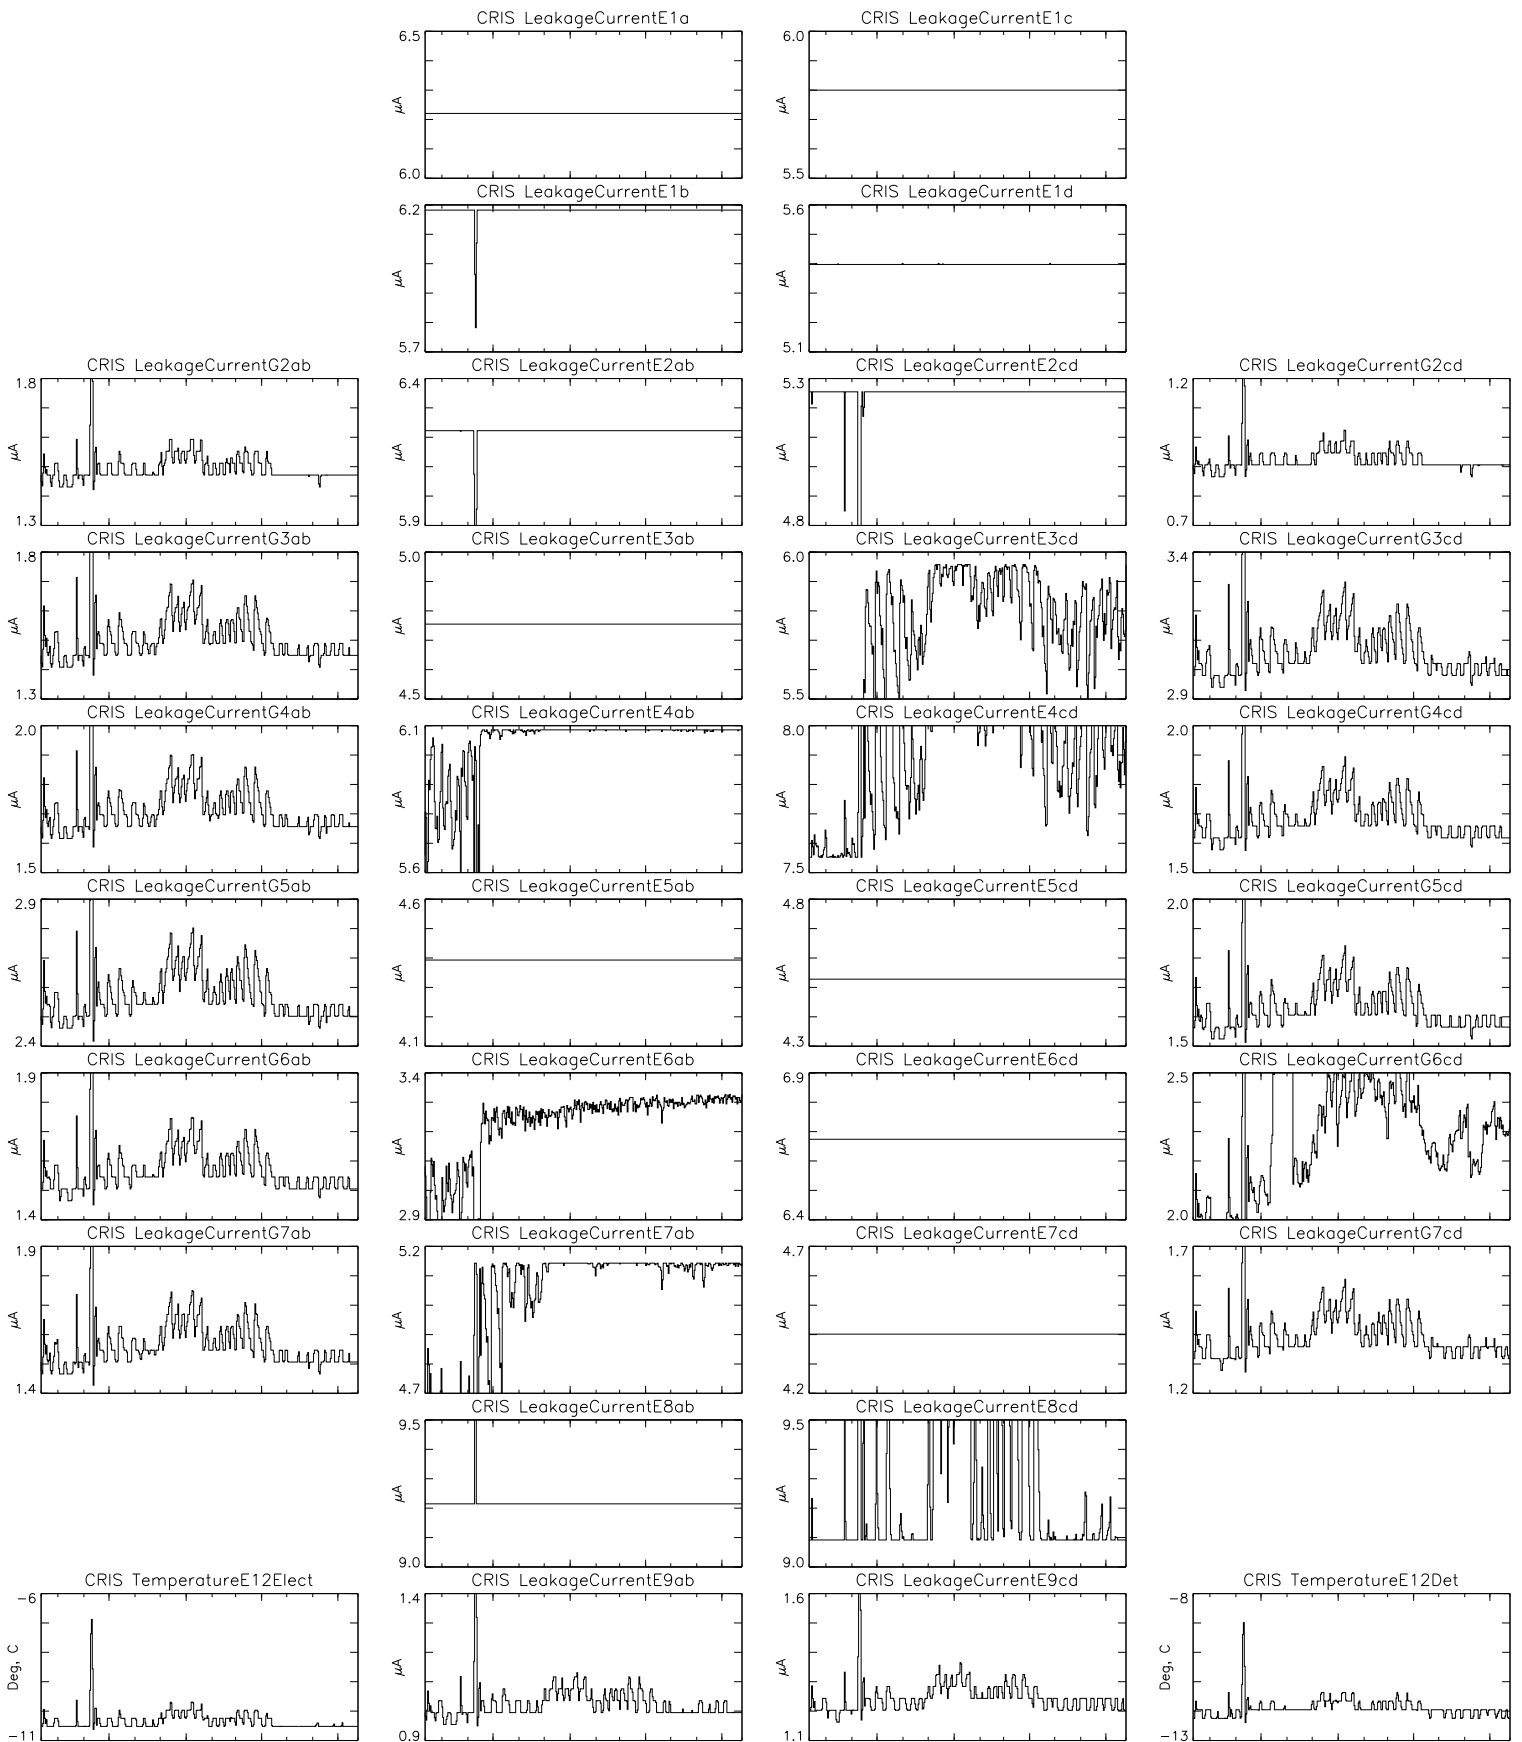 CRIS LeakageCurrentE1a
CRIS LeakageCurrentE1c
6.5
μA
6.0
6.0
μA
5.5
CRIS LeakageCurrentE1b
CRIS LeakageCurrentE1d
6.2
μA
5.7
5.6
μA
5.1
CRIS LeakageCurrentG2ab
CRIS LeakageCurrentE2ab
CRIS LeakageCurrentE2cd
CRIS LeakageCurrentG2cd
1.8
μA
1.3
6.4
μA
5.9
5.3
μA
4.8
1.2
μA
0.7
CRIS LeakageCurrentG3ab
CRIS LeakageCurrentE3ab
CRIS LeakageCurrentE3cd
CRIS LeakageCurrentG3cd
1.8
μA
1.3
5.0
μA
4.5
6.0
μA
5.5
3.4
μA
2.9
CRIS LeakageCurrentG4ab
CRIS LeakageCurrentE4ab
CRIS LeakageCurrentE4cd
CRIS LeakageCurrentG4cd
2.0
μA
1.5
6.1
μA
5.6
8.0
μA
7.5
2.0
μA
1.5
CRIS LeakageCurrentG5ab
CRIS LeakageCurrentE5ab
CRIS LeakageCurrentE5cd
CRIS LeakageCurrentG5cd
2.9
μA
2.4
4.6
μA
4.1
4.8
μA
4.3
2.0
μA
1.5
CRIS LeakageCurrentG6ab
CRIS LeakageCurrentE6ab
CRIS LeakageCurrentE6cd
CRIS LeakageCurrentG6cd
1.9
μA
1.4
3.4
μA
2.9
6.9
μA
6.4
2.5
μA
2.0
CRIS LeakageCurrentG7ab
CRIS LeakageCurrentE7ab
CRIS LeakageCurrentE7cd
CRIS LeakageCurrentG7cd
1.9
μA
1.4
5.2
μA
4.7
4.7
μA
4.2
1.7
μA
1.2
CRIS LeakageCurrentE8ab
CRIS LeakageCurrentE8cd
9.5
μA
9.0
9.5
μA
9.0
CRIS TemperatureE12Elect
CRIS LeakageCurrentE9ab
CRIS LeakageCurrentE9cd
CRIS TemperatureE12Det
−6
Deg, C
−11
1.4
μA
0.9
1.6
μA
1.1
−8
Deg, C
−13